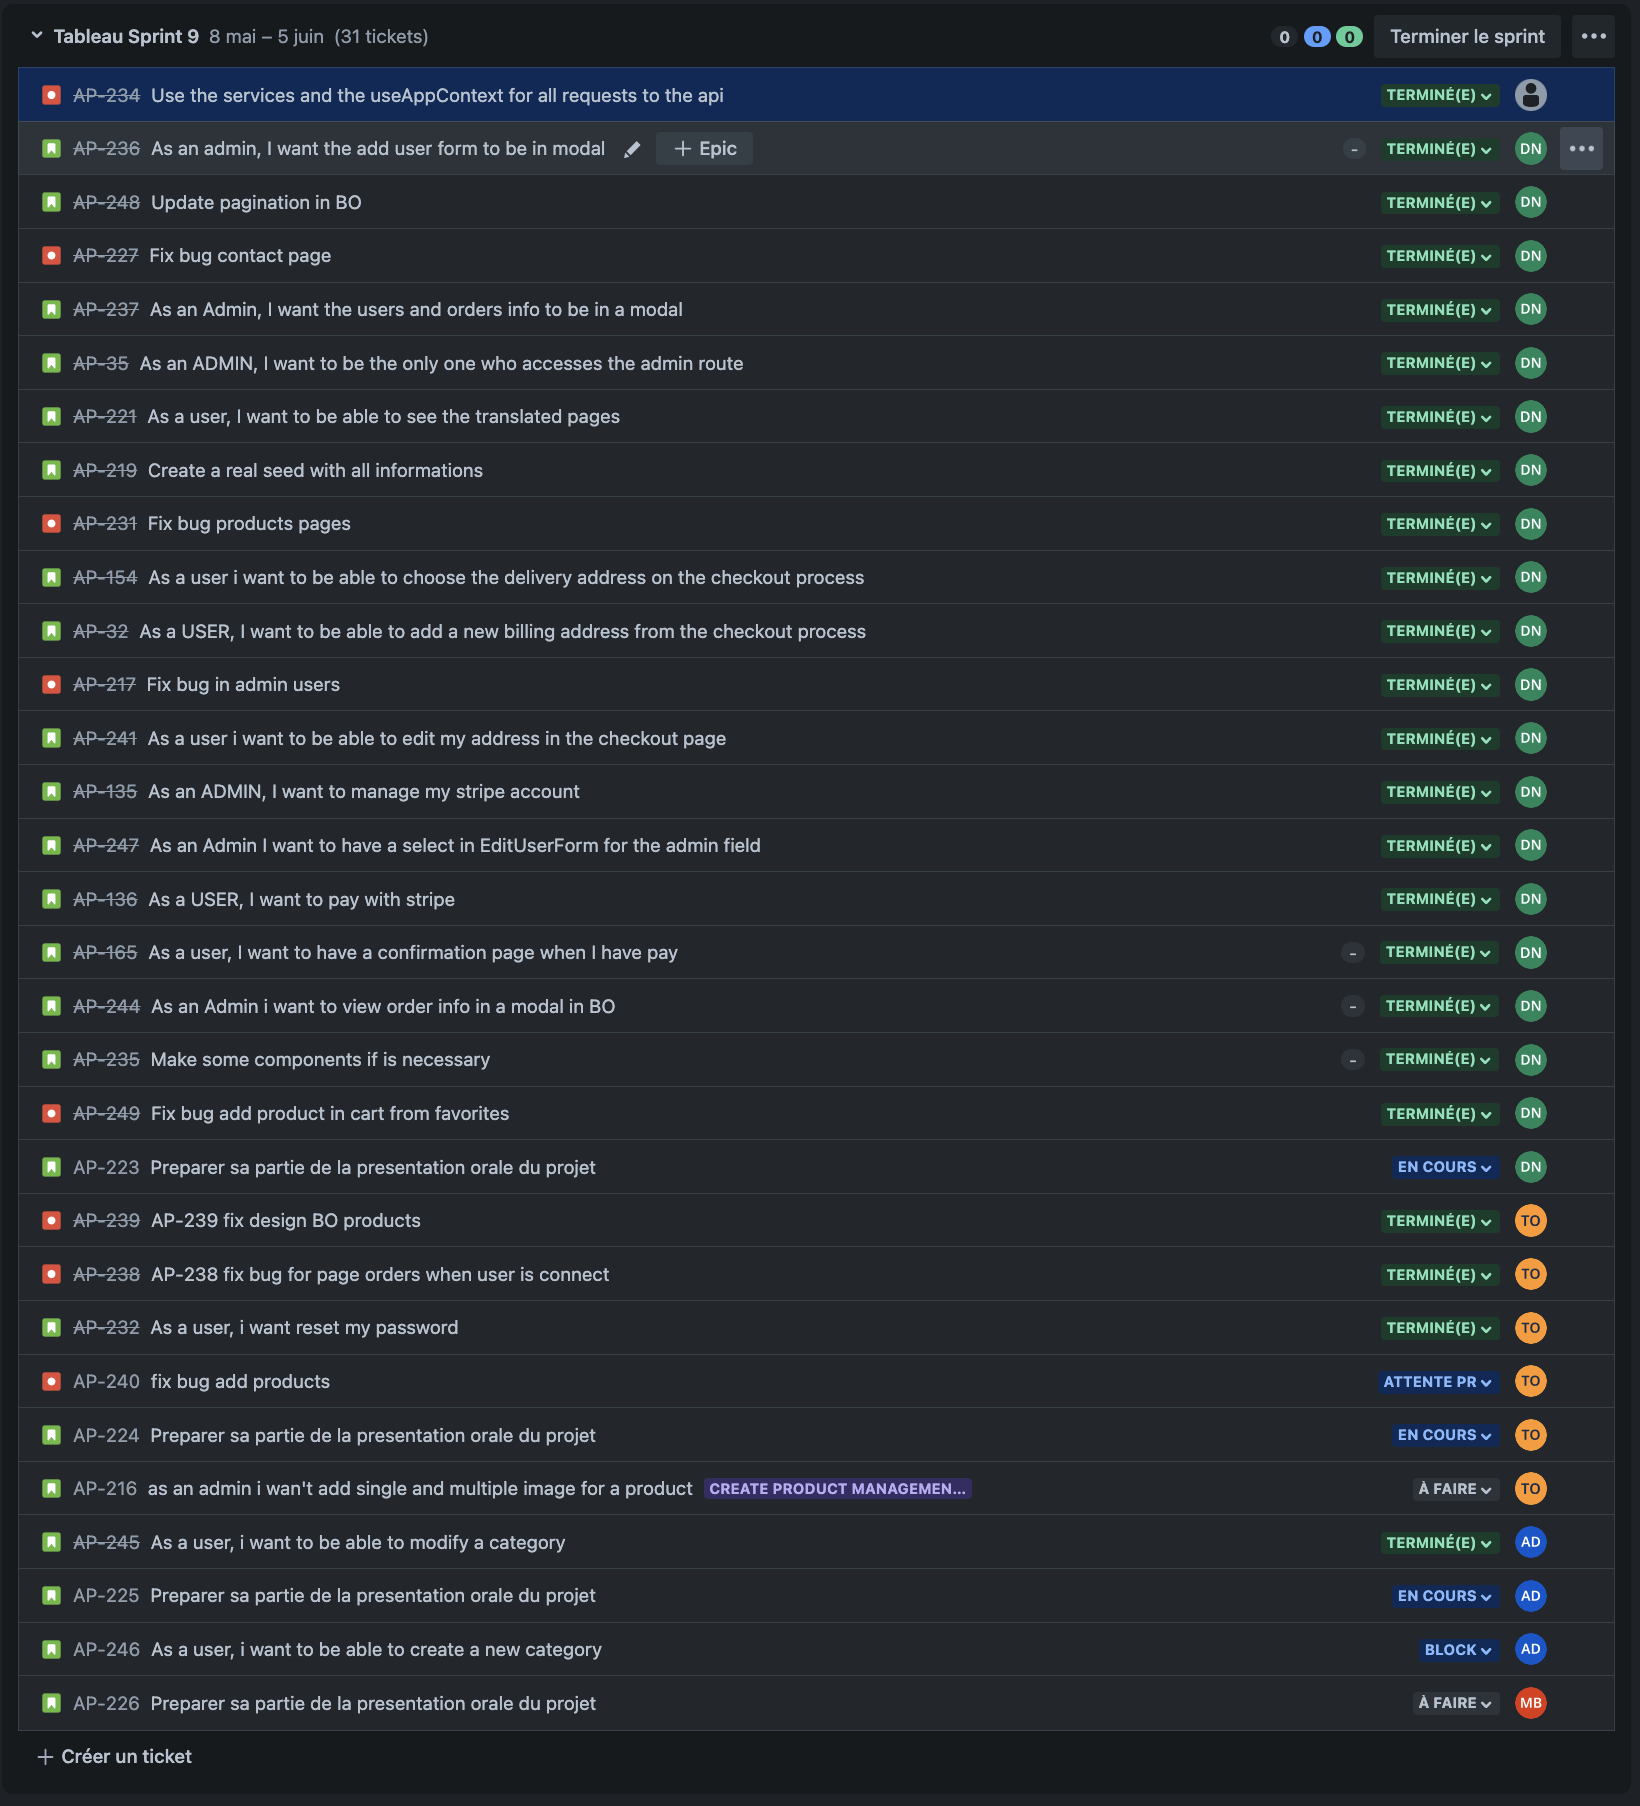 Tableau Sprint 9 8 mai – 5 juin (31 tickets) 0 0 0 Terminer le sprint
AP-234 Use the services and the useAppContext for all requests to the api TERMINÉ(E)
AP-236 As an admin, I want the add user form to be in modal + Epic - TERMINÉ(E) DN
AP-248 Update pagination in BO TERMINÉ(E) DN
AP-227 Fix bug contact page TERMINÉ(E) DN
AP-237 As an Admin, I want the users and orders info to be in a modal TERMINÉ(E) DN
AP-35 As an ADMIN, I want to be the only one who accesses the admin route TERMINÉ(E) DN
AP-221 As a user, I want to be able to see the translated pages TERMINÉ(E) DN
AP-219 Create a real seed with all informations TERMINÉ(E) DN
AP-231 Fix bug products pages TERMINÉ(E) DN
AP-154 As a user i want to be able to choose the delivery address on the checkout process TERMINÉ(E) DN
AP-32 As a USER, I want to be able to add a new billing address from the checkout process TERMINÉ(E) DN
AP-217 Fix bug in admin users TERMINÉ(E) DN
AP-241 As a user i want to be able to edit my address in the checkout page TERMINÉ(E) DN
AP-135 As an ADMIN, I want to manage my stripe account TERMINÉ(E) DN
AP-247 As an Admin I want to have a select in EditUserForm for the admin field TERMINÉ(E) DN
AP-136 As a USER, I want to pay with stripe TERMINÉ(E) DN
AP-165 As a user, I want to have a confirmation page when I have pay - TERMINÉ(E) DN
AP-244 As an Admin i want to view order info in a modal in BO - TERMINÉ(E) DN
AP-235 Make some components if is necessary - TERMINÉ(E) DN
AP-249 Fix bug add product in cart from favorites TERMINÉ(E) DN
AP-223 Preparer sa partie de la presentation orale du projet EN COURS DN
AP-239 AP-239 fix design BO products TERMINÉ(E) TO
AP-238 AP-238 fix bug for page orders when user is connect TERMINÉ(E) TO
AP-232 As a user, i want reset my password TERMINÉ(E) TO
AP-240 fix bug add products ATTENTE PR TO
AP-224 Preparer sa partie de la presentation orale du projet EN COURS TO
AP-216 as an admin i wan't add single and multiple image for a product CREATE PRODUCT MANAGEMEN... À FAIRE TO
AP-245 As a user, i want to be able to modify a category TERMINÉ(E) AD
AP-225 Preparer sa partie de la presentation orale du projet EN COURS AD
AP-246 As a user, i want to be able to create a new category BLOCK AD
AP-226 Preparer sa partie de la presentation orale du projet À FAIRE MB
+ Créer un ticket